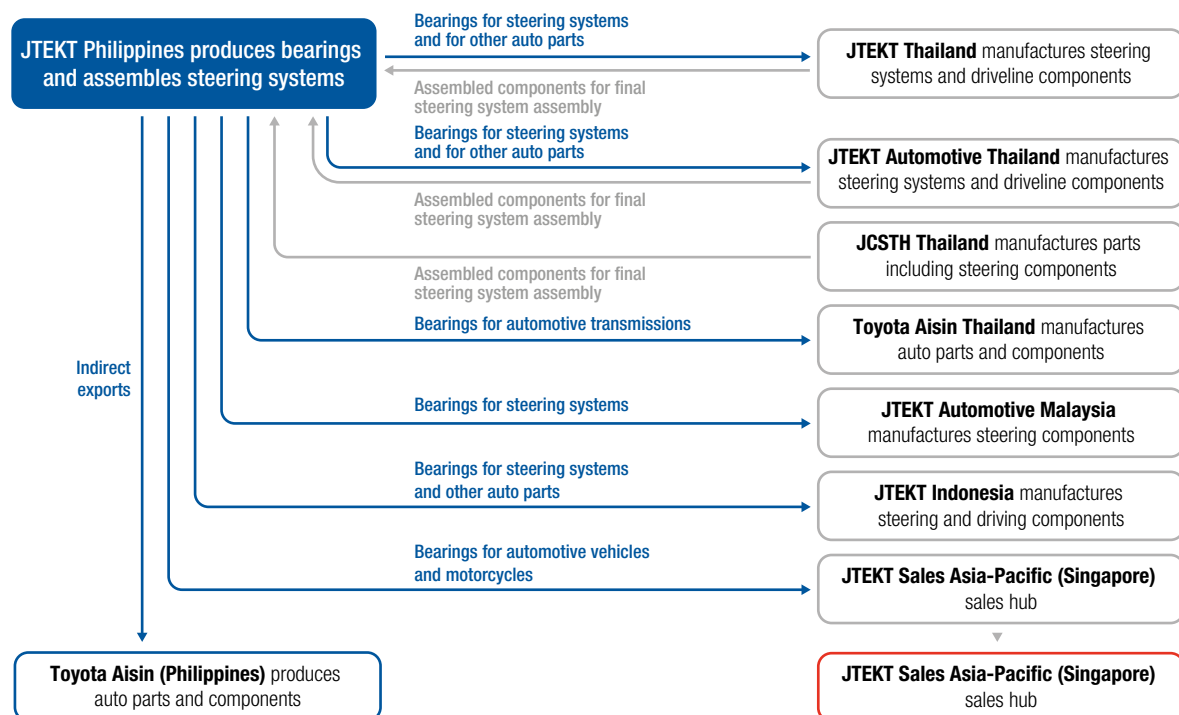 JTEKT Philippines produces bearings
and assembles steering systems
Bearings for steering systems
and for other auto parts
JTEKT Thailand manufactures steering
systems and driveline components
Assembled components for final
steering system assembly
Bearings for steering systems
and for other auto parts
JTEKT Automotive Thailand manufactures
steering systems and driveline components
Assembled components for final
steering system assembly
JCSTH Thailand manufactures parts
including steering components
Assembled components for final
steering system assembly
Bearings for automotive transmissions
Toyota Aisin Thailand manufactures
auto parts and components
Indirect
exports
Bearings for steering systems
JTEKT Automotive Malaysia
manufactures steering components
Bearings for steering systems
and other auto parts
JTEKT Indonesia manufactures
steering and driving components
Bearings for automotive vehicles
and motorcycles
JTEKT Sales Asia-Pacific (Singapore)
sales hub
Toyota Aisin (Philippines) produces
auto parts and components
JTEKT Sales Asia-Pacific (Singapore)
sales hub